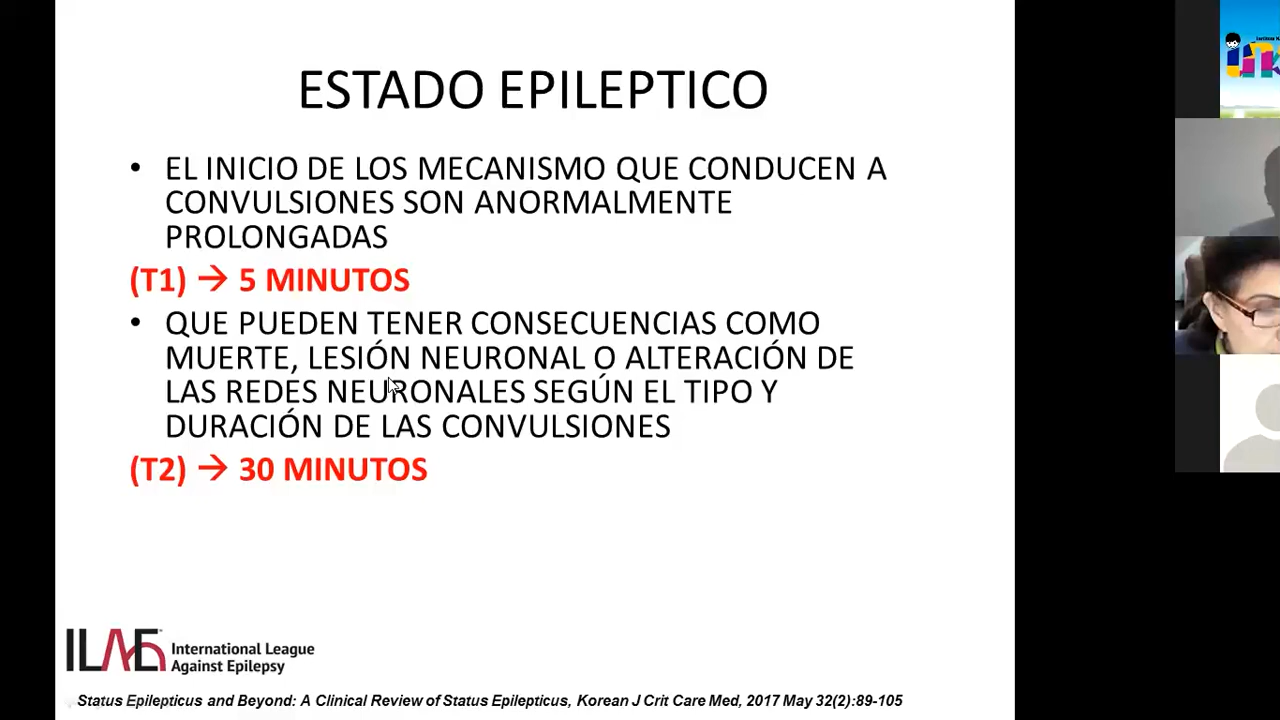 ESTADO EPILEPTICO
• EL INICIO DE LOS MECANISMO QUE CONDUCEN A
CONVULSIONES SON ANORMALMENTE
PROLONGADAS
(T1) → 5 MINUTOS
• QUE PUEDEN TENER CONSECUENCIAS COMO
MUERTE, LESIÓN NEURONAL O ALTERACIÓN DE
LAS REDES NEURONALES SEGÚN EL TIPO Y
DURACIÓN DE LAS CONVULSIONES
(T2) → 30 MINUTOS
ILAE
International League
Against Epilepsy
Status Epilepticus and Beyond: A Clinical Review of Status Epilepticus, Korean J Crit Care Med, 2017 May 32(2):89-105